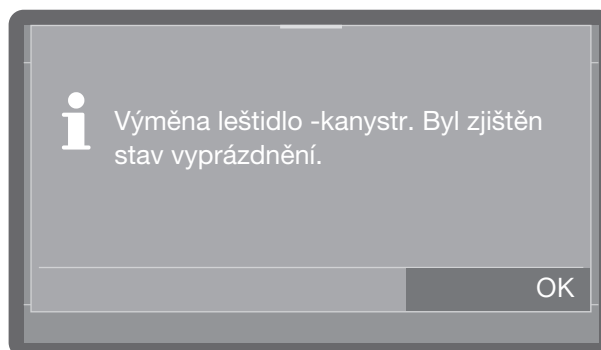 Výměna leštidlo -kanystr. Byl zjištěn
stav vyprázdnění.
OK